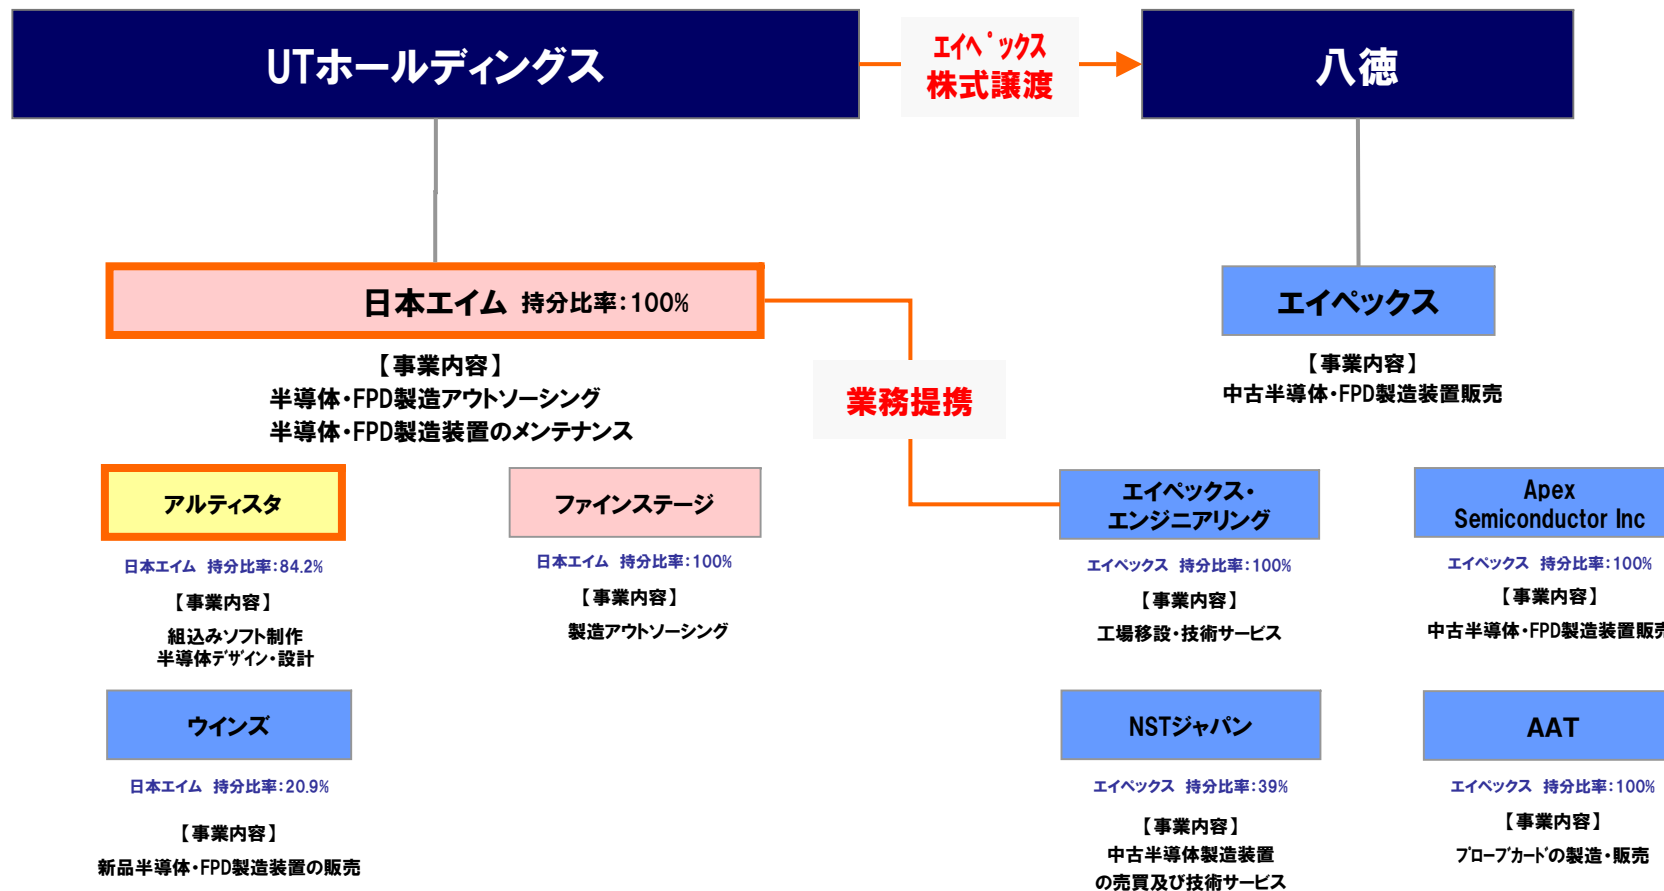 UTホールディングス
エイペックス
株式譲渡
八徳
日本エイム 持分比率：100%
【事業内容】
半導体・FPD製造アウトソーシング
半導体・FPD製造装置のメンテナンス
業務提携
エイペックス
【事業内容】
中古半導体・FPD製造装置販売
アルティスタ
日本エイム 持分比率：84.2%
【事業内容】
組込みソフト制作
半導体デザイン・設計
ファインステージ
日本エイム 持分比率：100%
【事業内容】
製造アウトソーシング
エイペックス・
エンジニアリング
エイペックス 持分比率：100%
【事業内容】
工場移設・技術サービス
Apex
Semiconductor Inc
エイペックス 持分比率：100%
【事業内容】
中古半導体・FPD製造装置販売
ウインズ
日本エイム 持分比率：20.9%
【事業内容】
新品半導体・FPD製造装置の販売
NSTジャパン
エイペックス 持分比率：39%
【事業内容】
中古半導体製造装置
の売買及び技術サービス
AAT
エイペックス 持分比率：100%
【事業内容】
プローブカードの製造・販売